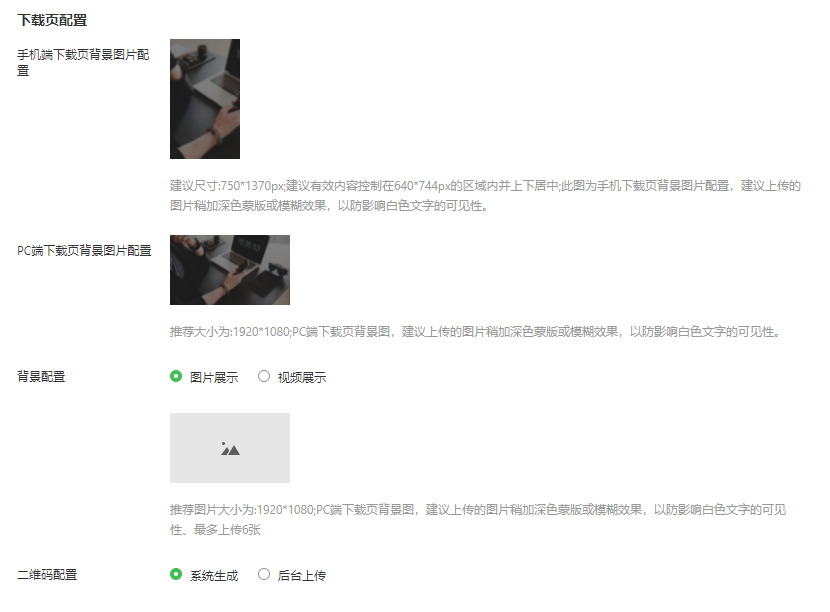 下载页配置
手机端下载页背景图片配
置
建议尺寸:750*1370px;建议有效内容控制在640*744px的区域内并上下居中;此图为手机下载页背景图片配置，建议上传的
图片稍加深色蒙版或模糊效果，以防影响白色文字的可见性。
PC端下载页背景图片配置
推荐大小为:1920*1080;PC端下载页背景图，建议上传的图片稍加深色蒙版或模糊效果，以防影响白色文字的可见性。
背景配置
图片展示 视频展示
推荐图片大小为:1920*1080;PC端下载页背景图，建议上传的图片稍加深色蒙版或模糊效果，以防影响白色文字的可见
性、最多上传6张
二维码配置
系统生成 后台上传